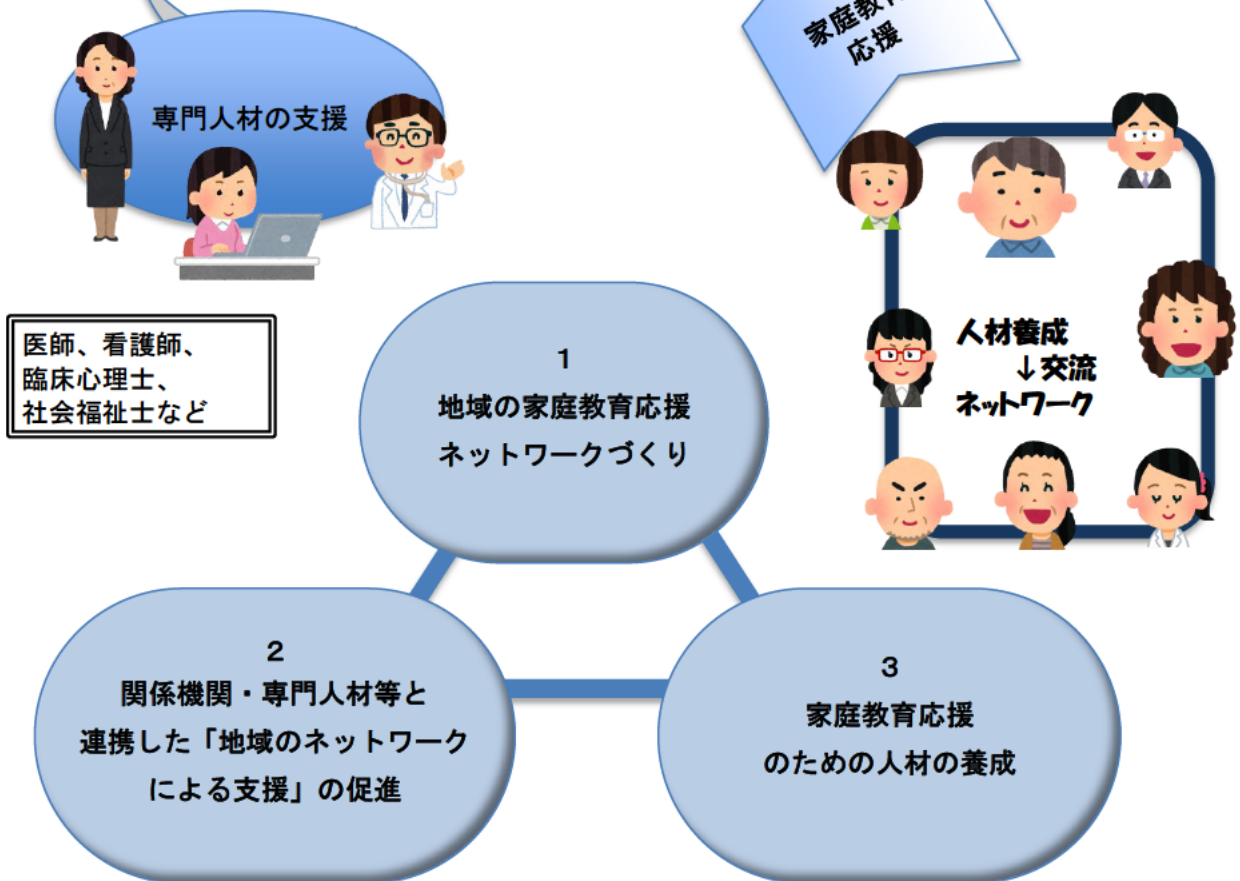 家庭教育
応援
専門人材の支援
医師、看護師、
臨床心理士、
社会福祉士など
人材養成
↓交流
ネットワーク
1
地域の家庭教育応援
ネットワークづくり
2
関係機関・専門人材等と
連携した「地域のネットワーク
による支援」の促進
3
家庭教育応援
のための人材の養成